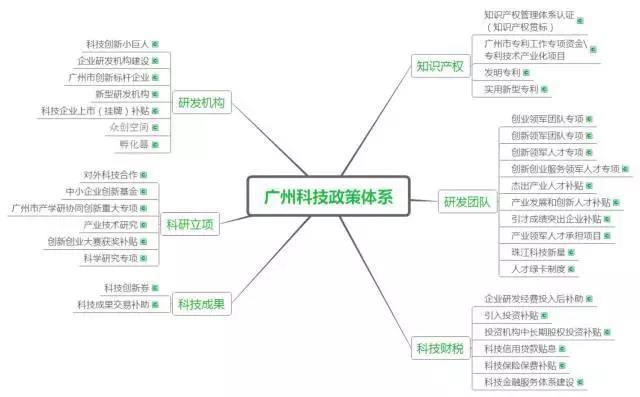 广州科技政策体系
研发机构
科技创新小巨人
企业研发机构建设
广州市创新标杆企业
新型研发机构
科技企业上市（挂牌）补贴
众创空间
孵化器
科研立项
对外科技合作
中小企业创新基金
广州市产学研协同创新重大专项
产业技术研究
创新创业大赛获奖补贴
科学研究专项
科技成果
科技创新券
科技成果交易补助
知识产权
知识产权管理体系认证
（知识产权贯标）
广州市专利工作专项资金\
专利技术产业化项目
发明专利
实用新型专利
研发团队
创业领军团队专项
创新领军团队专项
创新领军人才专项
创新创业服务领军人才专项
杰出产业人才补贴
产业发展和创新人才补贴
引才成绩突出企业补贴
产业领军人才承担项目
珠江科技新星
人才绿卡制度
科技财税
企业研发经费投入后补助
引入投资补贴
投资机构中长期股权投资补贴
科技信用贷款贴息
科技保险保费补贴
科技金融服务体系建设